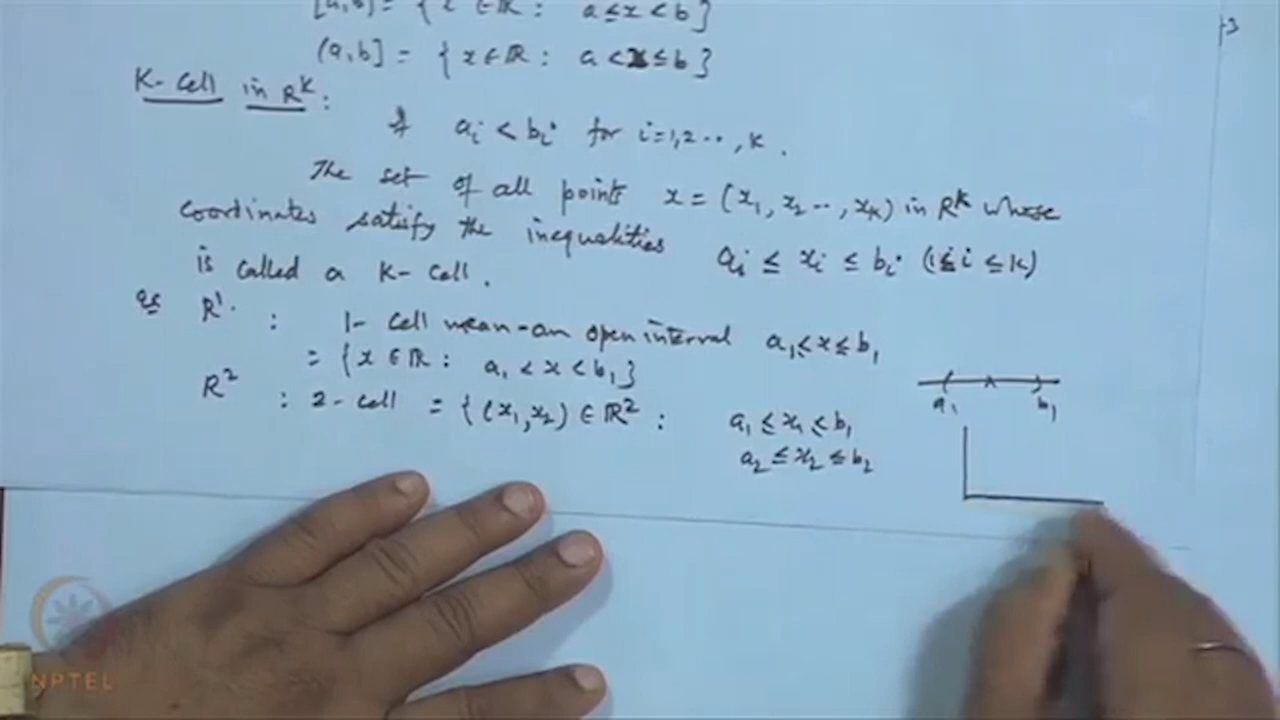 [a,b) = { x ∈ ℝ : a ≤ x < b }
(a,b] = { x ∈ ℝ : a < x ≤ b }
K-Cell in R^K :
If a_i < b_i for i=1,2..., K.
The set of all points x = (x_1, x_2 .., x_K) in R^K whose
coordinates satisfy the inequalities a_i ≤ x_i ≤ b_i (1 ≤ i ≤ K)
is called a K-Cell.
eg R^1 : 1-Cell mean-an open interval a_1 ≤ x ≤ b_1
= { x ∈ ℝ : a_1 < x < b_1 }
a_1 b_1
R^2 : 2-cell = { (x_1, x_2) ∈ ℝ^2 : a_1 ≤ x_1 ≤ b_1
a_2 ≤ x_2 ≤ b_2
NPTEL